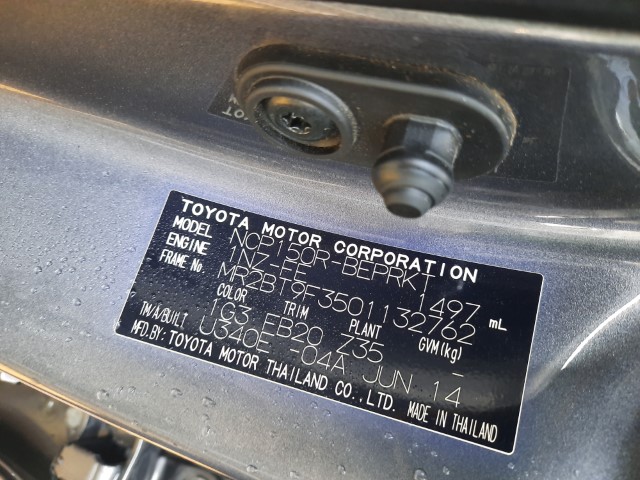 TOYOTA MOTOR CORPORATION
MODEL NCP150R-BEPRKT
ENGINE 1NZ-FE 1497 mL
FRAME No MR2BT9F3501132762
COLOR TRIM PLANT GVM(kg)
1G3 EB20 Z35 -
TM/A/BUILT U340E -04A JUN 14
MFD.BY:TOYOTA MOTOR THAILAND CO.,LTD. MADE IN THAILAND